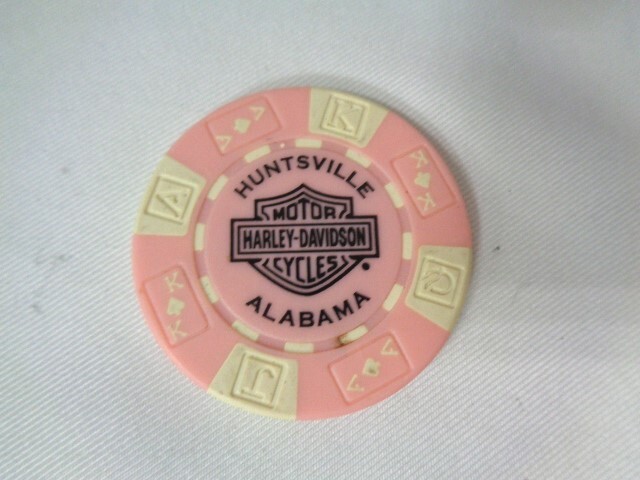 HUNTSVILLE
MOTOR
HARLEY-DAVIDSON
CYCLES
ALABAMA
K
K K
Q
A A
J
K K
A
A A